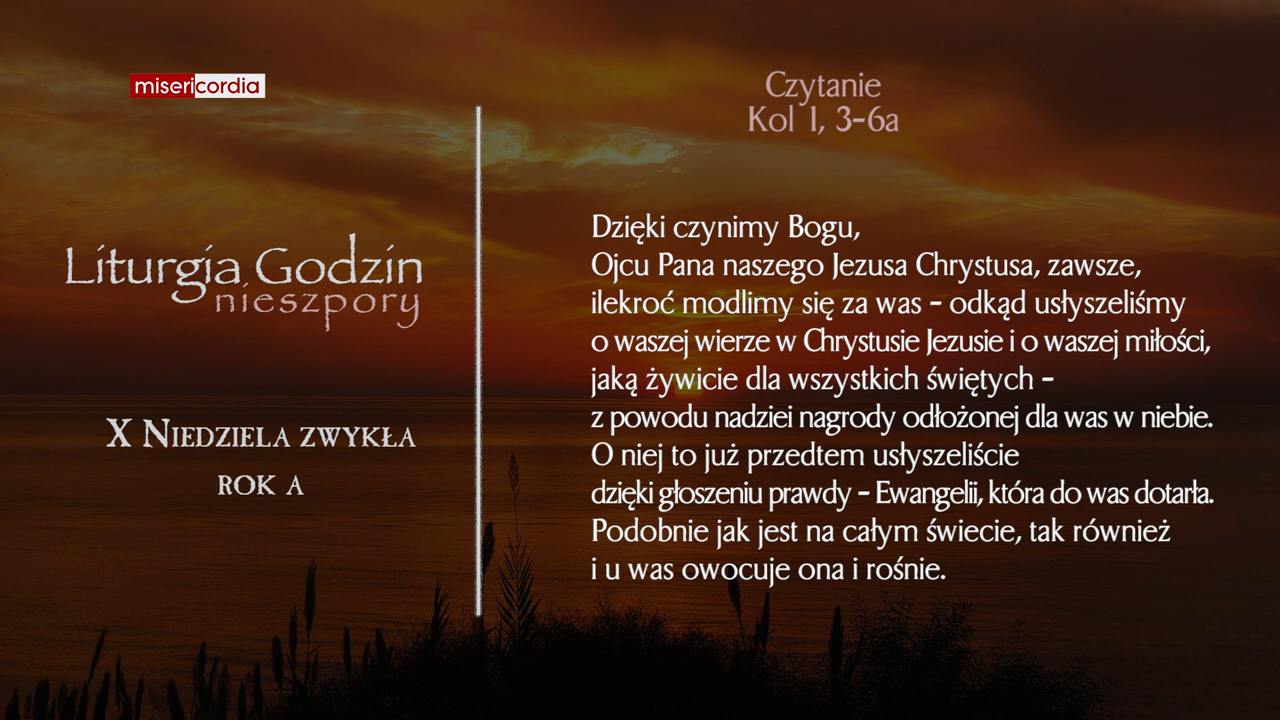 misericordia
Liturgia Godzin
nieszpory
X Niedziela zwykła
rok A
Czytanie
Kol 1, 3-6a
Dzięki czynimy Bogu,
Ojcu Pana naszego Jezusa Chrystusa, zawsze,
ilekroć modlimy się za was – odkąd usłyszeliśmy
o waszej wierze w Chrystusie Jezusie i o waszej miłości,
jaką żywicie dla wszystkich świętych –
z powodu nadziei nagrody odłożonej dla was w niebie.
O niej to już przedtem usłyszeliście
dzięki głoszeniu prawdy – Ewangelii, która do was dotarła.
Podobnie jak jest na całym świecie, tak również
i u was owocuje ona i rośnie.